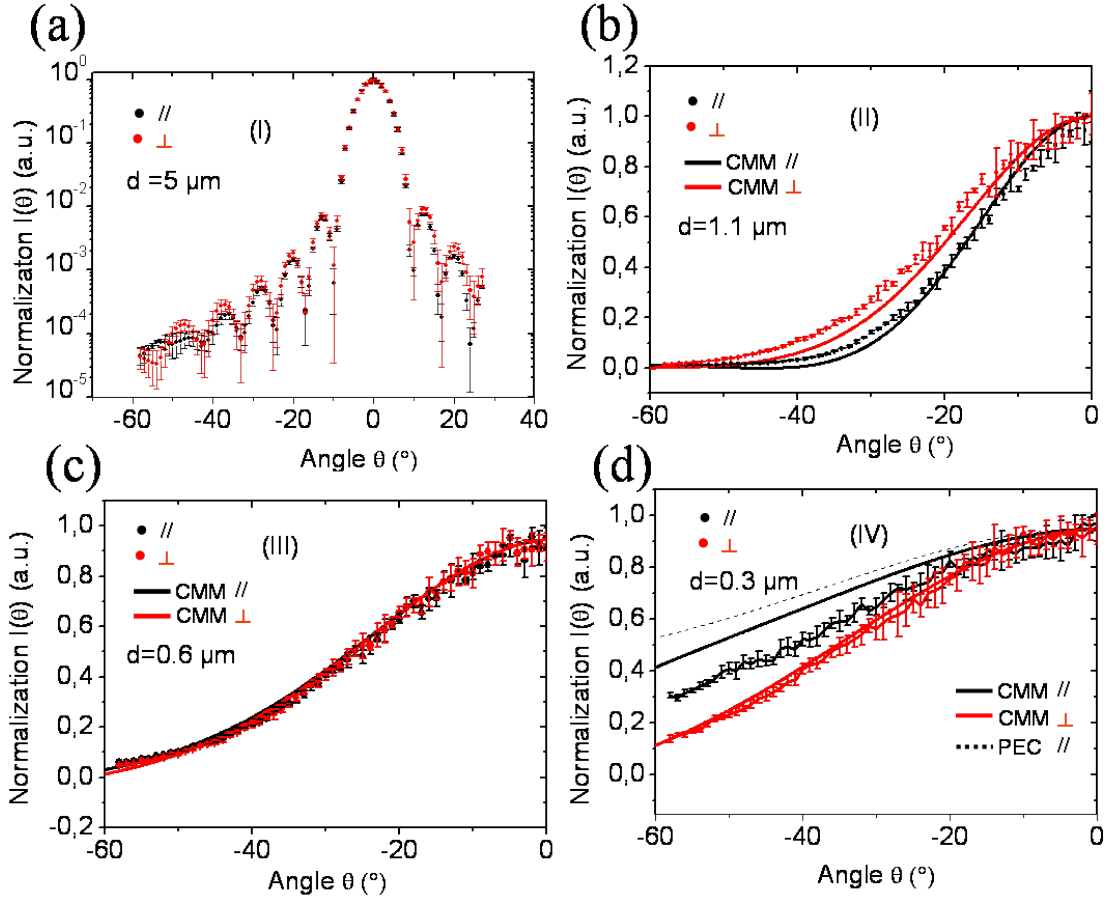 (a)
10^0
10^-1
10^-2
10^-3
10^-4
10^-5
Normalizaton I(θ) (a.u.)
//
⊥
(I)
d =5 µm
-60 -40 -20 0 20 40
Angle θ (°)
(b)
1,2
1,0
0,8
0,6
0,4
0,2
0,0
Normalization I(θ) (a.u.)
//
⊥
(II)
CMM //
CMM ⊥
d=1.1 µm
-60 -40 -20 0
Angle θ (°)
(c)
1,0
0,8
0,6
0,4
0,2
0,0
-0,2
Normalization I(θ) (a.u.)
//
⊥
(III)
CMM //
CMM ⊥
d=0.6 µm
-60 -40 -20 0
Angle θ (°)
(d)
1,0
0,8
0,6
0,4
0,2
0,0
Normalization I(θ) (a.u.)
//
⊥
(IV)
d=0.3 µm
CMM //
CMM ⊥
PEC //
-60 -40 -20 0
Angle θ (°)